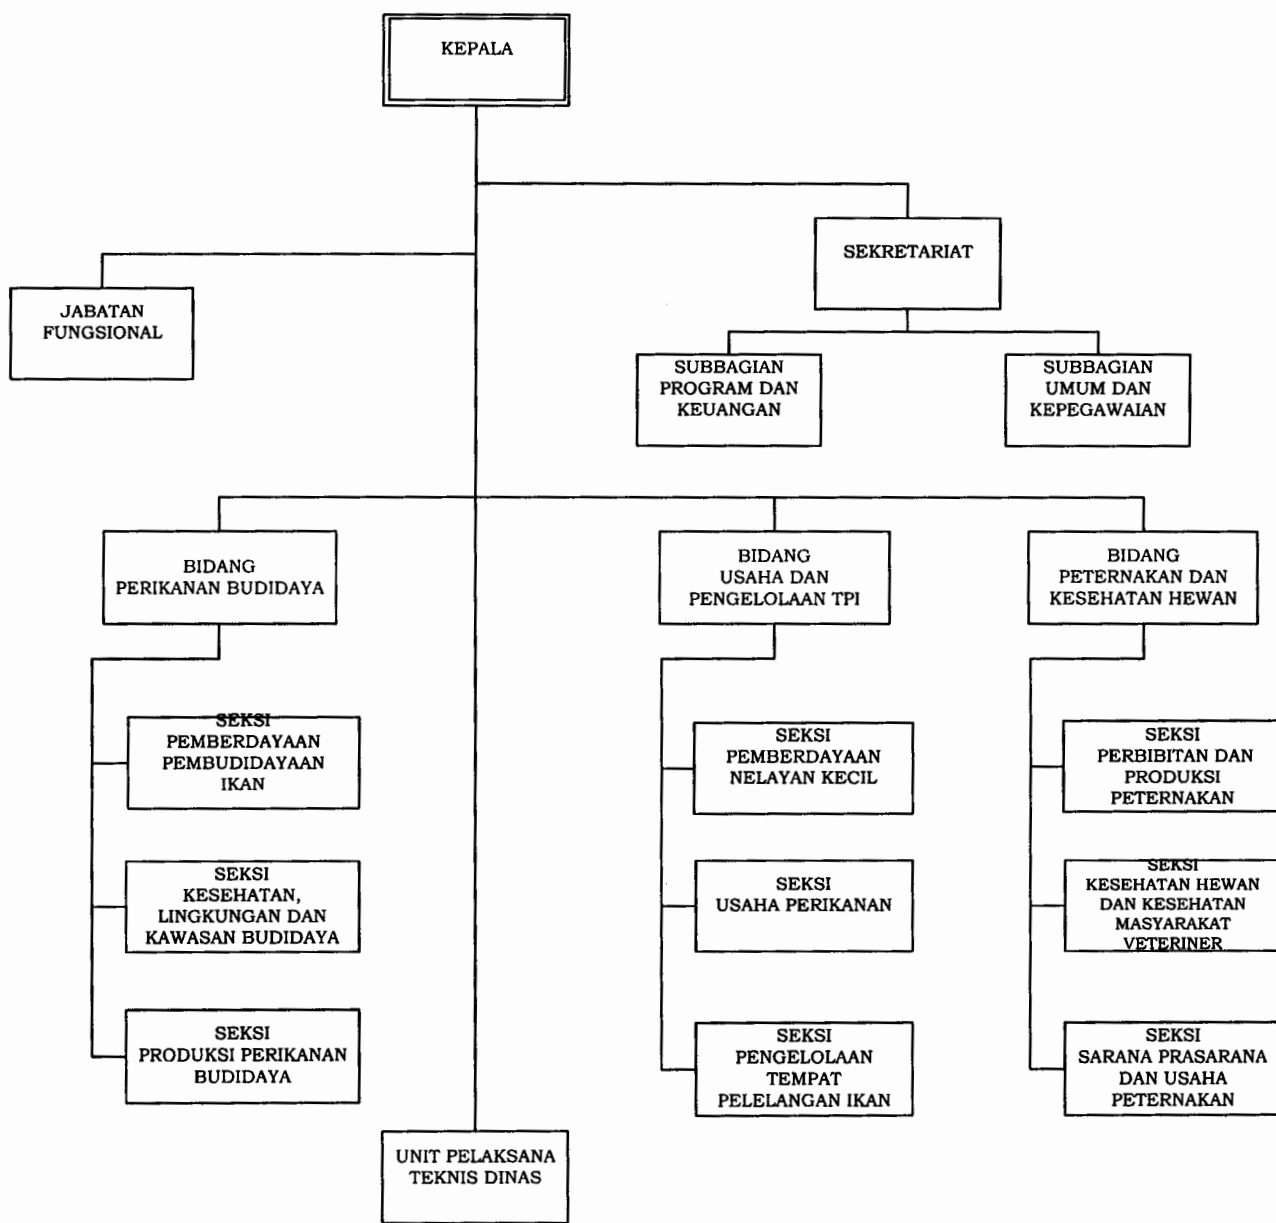 KEPALA
SEKRETARIAT
JABATAN
FUNGSIONAL
SUBBAGIAN
PROGRAM DAN
KEUANGAN
SUBBAGIAN
UMUM DAN
KEPEGAWAIAN
BIDANG
PERIKANAN BUDIDAYA
BIDANG
USAHA DAN
PENGELOLAAN TPI
BIDANG
PETERNAKAN DAN
KESEHATAN HEWAN
SEKSI
PEMBERDAYAAN
PEMBUDIDAYAAN
IKAN
SEKSI
PEMBERDAYAAN
NELAYAN KECIL
SEKSI
PERBIBITAN DAN
PRODUKSI
PETERNAKAN
SEKSI
KESEHATAN,
LINGKUNGAN DAN
KAWASAN BUDIDAYA
SEKSI
USAHA PERIKANAN
SEKSI
KESEHATAN HEWAN
DAN KESEHATAN
MASYARAKAT
VETERINER
SEKSI
PRODUKSI PERIKANAN
BUDIDAYA
SEKSI
PENGELOLAAN
TEMPAT
PELELANGAN IKAN
SEKSI
SARANA PRASARANA
DAN USAHA
PETERNAKAN
UNIT PELAKSANA
TEKNIS DINAS